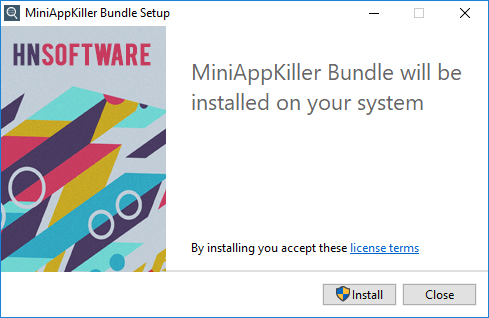 MiniAppKiller Bundle Setup
HNSOFTWARE
MiniAppKiller Bundle will be
installed on your system
By installing you accept these license terms
Install
Close